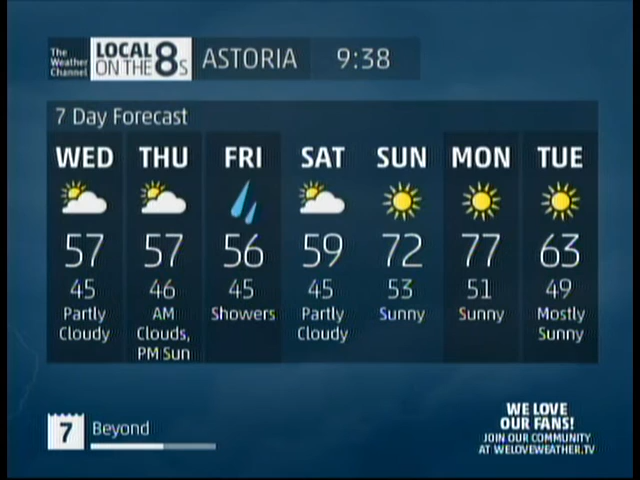 The Weather Channel
LOCAL ON THE 8s
ASTORIA
9:38
7 Day Forecast
WED THU FRI SAT SUN MON TUE
57 57 56 59 72 77 63
45 46 45 45 53 51 49
Partly Cloudy
AM Clouds, PM Sun
Showers
Partly Cloudy
Sunny
Sunny
Mostly Sunny
7
Beyond
WE LOVE
OUR FANS!
JOIN OUR COMMUNITY
AT WELOVEWEATHER.TV